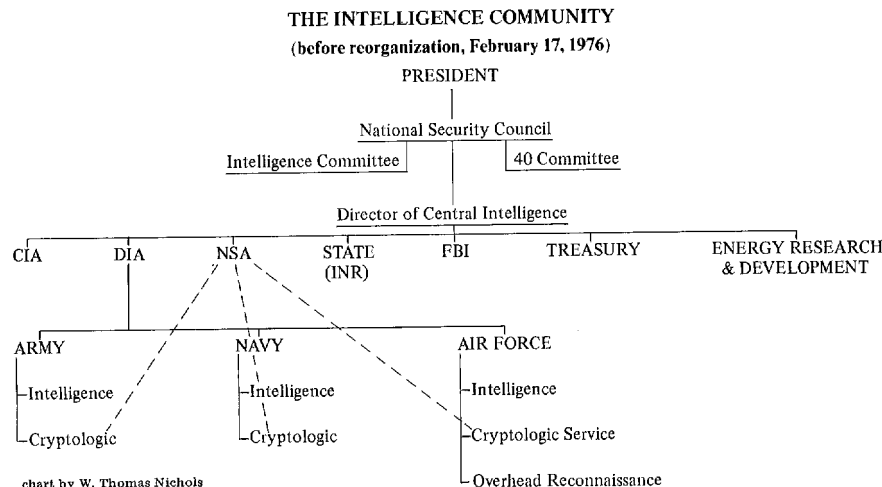 THE INTELLIGENCE COMMUNITY
(before reorganization, February 17, 1976)
PRESIDENT
National Security Council
Intelligence Committee
40 Committee
Director of Central Intelligence
CIA DIA NSA STATE FBI TREASURY ENERGY RESEARCH
(INR) & DEVELOPMENT
ARMY NAVY AIR FORCE
Intelligence Intelligence Intelligence
Cryptologic Cryptologic Cryptologic Service
Overhead Reconnaissance
chart by W. Thomas Nichols